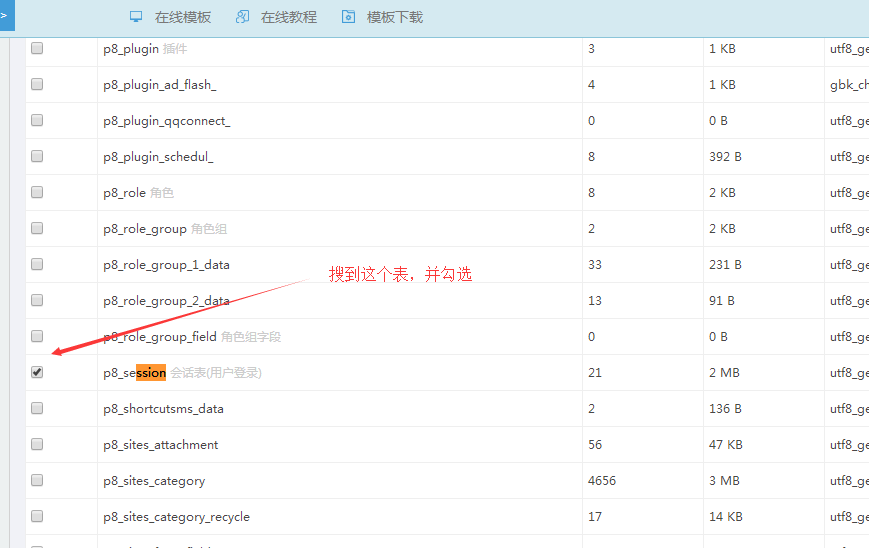 > 在线模板 在线教程 模板下载
p8_plugin 插件 3 1 KB utf8_ge
p8_plugin_ad_flash_ 4 1 KB gbk_ch
p8_plugin_qqconnect_ 0 0 B utf8_ge
p8_plugin_schedul_ 8 392 B utf8_ge
p8_role 角色 8 2 KB utf8_ge
p8_role_group 角色组 2 2 KB utf8_ge
p8_role_group_1_data 33 231 B utf8_ge
搜到这个表，并勾选
p8_role_group_2_data 13 91 B utf8_ge
p8_role_group_field 角色组字段 0 0 B utf8_ge
p8_session 会话表(用户登录) 21 2 MB utf8_ge
p8_shortcutsms_data 2 136 B utf8_ge
p8_sites_attachment 56 47 KB utf8_ge
p8_sites_category 4656 3 MB utf8_ge
p8_sites_category_recycle 17 14 KB utf8_ge